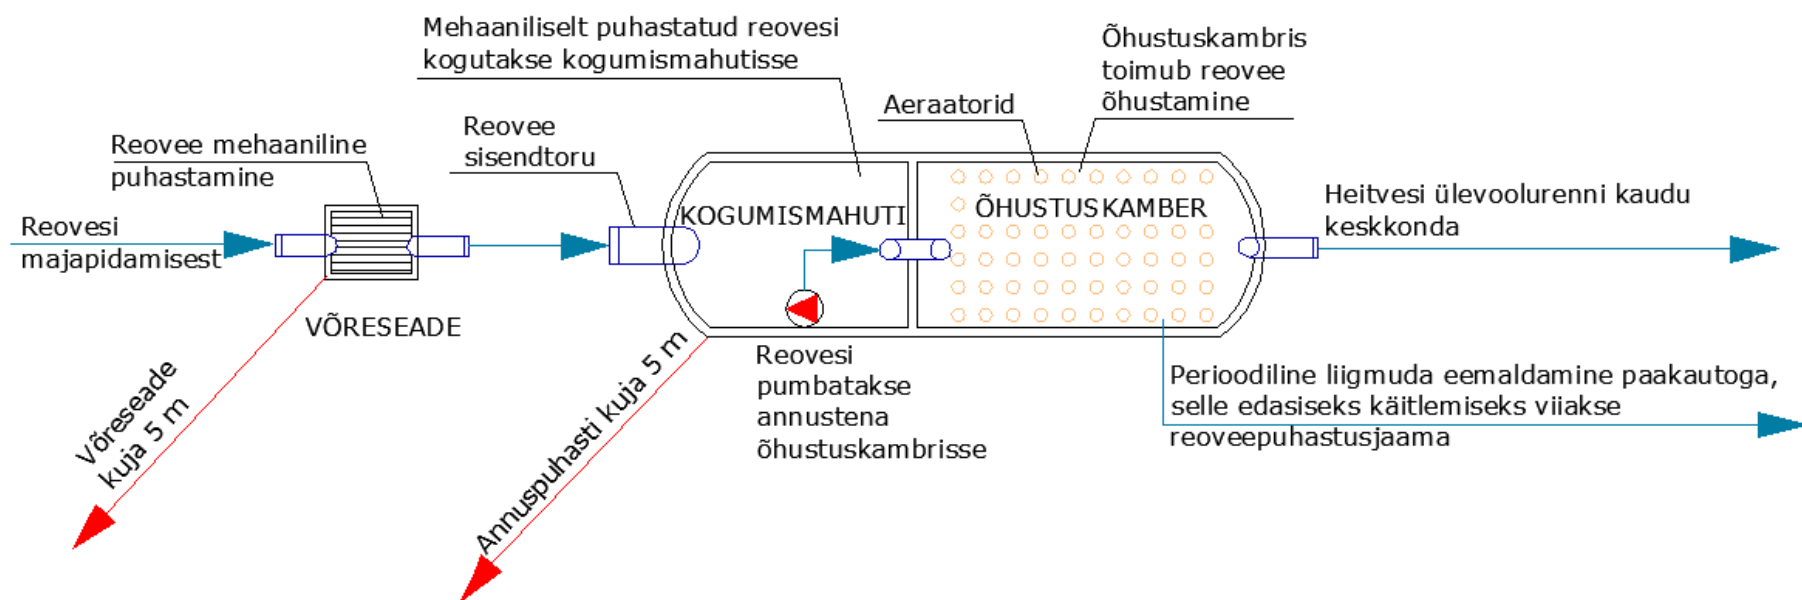 Mehaaniliselt puhastatud reovesi
kogutakse kogumismahutisse
Õhustuskambris
toimub reovee
õhustamine
Aeraatorid
Reovee
sisendtoru
Reovee mehaaniline
puhastamine
Reovesi
majapidamisest
KOGUMISMAHUTI
ÕHUSTUSKAMBER
Heitvesi ülevoolurenni kaudu
keskkonda
VÕRESEADE
Võreseade
kuja 5 m
Annuspuhasti kuja 5 m
Reovesi
pumbatakse
annustena
õhustuskambrisse
Perioodiline liigmuda eemaldamine paakautoga,
selle edasiseks käitlemiseks viiakse
reoveepuhastusjaama